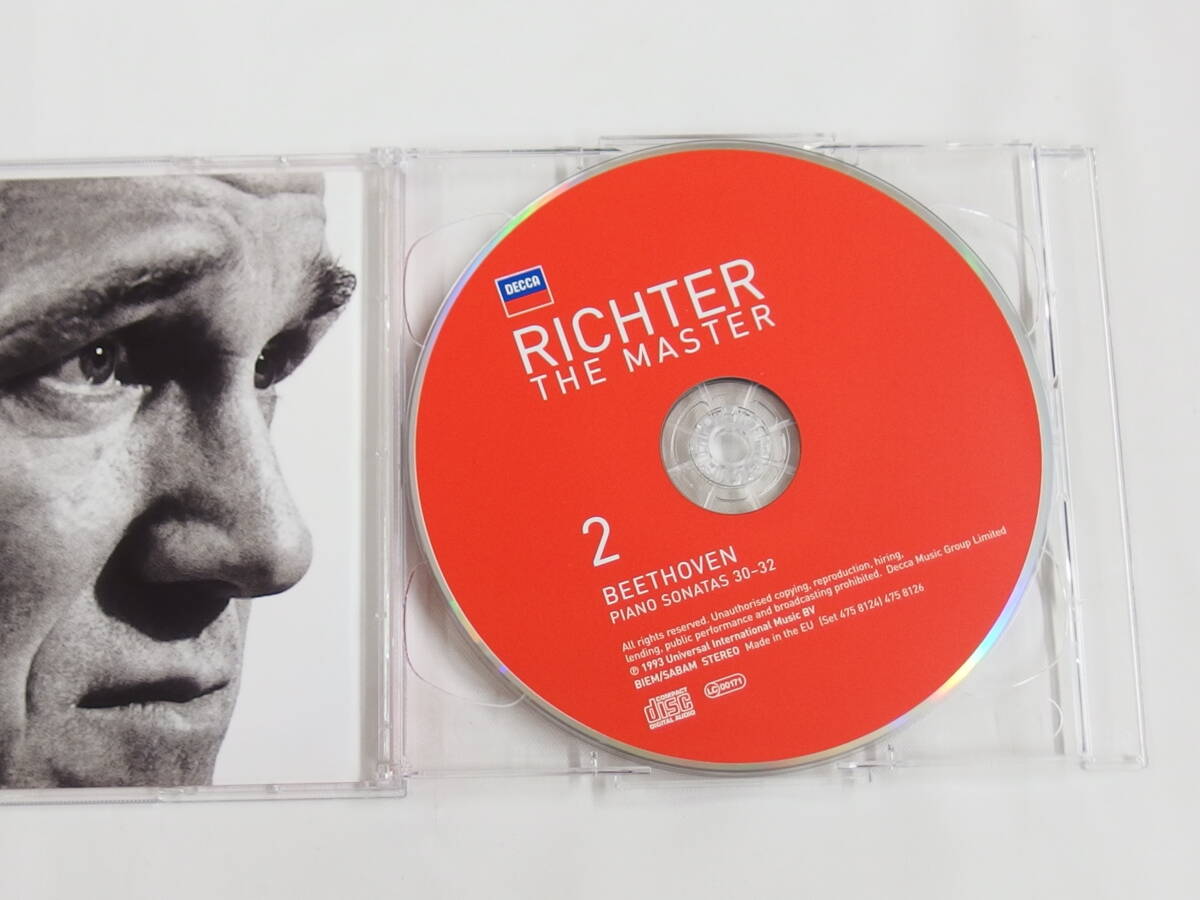 DECCA
RICHTER
THE MASTER
2
BEETHOVEN
PIANO SONATAS 30–32
All rights reserved. Unauthorised copying, reproduction, hiring,
lending, public performance and broadcasting prohibited. Decca Music Group Limited
℗ 1993 Universal International Music BV
BIEM/SABAM STEREO Made in the EU (Set 475 8124) 475 8126
COMPACT
disc
DIGITAL AUDIO
LC 00171